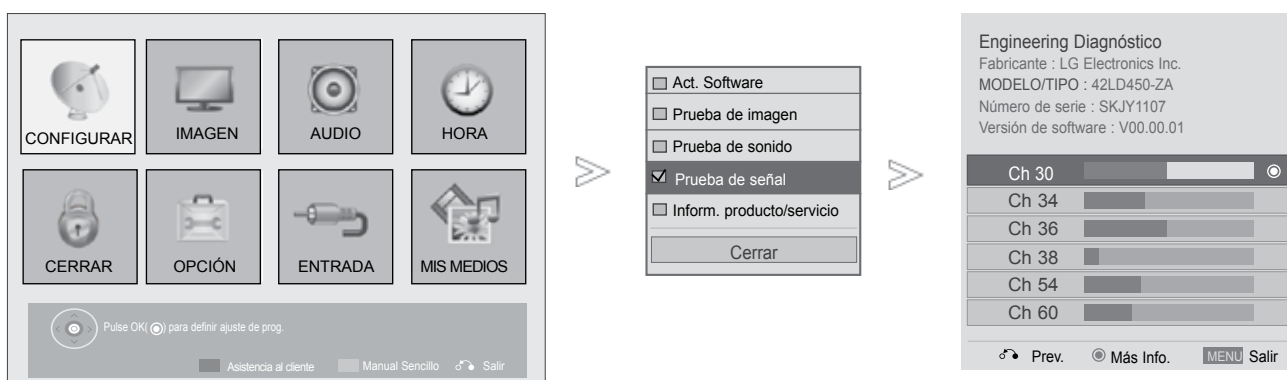 CONFIGURAR
IMAGEN
AUDIO
HORA
CERRAR
OPCIÓN
ENTRADA
MIS MEDIOS
Pulse OK( ) para definir ajuste de prog.
Asistencia al cliente
Manual Sencillo
Salir
Act. Software
Prueba de imagen
Prueba de sonido
Prueba de señal
Inform. producto/servicio
Cerrar
Engineering Diagnóstico
Fabricante : LG Electronics Inc.
MODELO/TIPO : 42LD450-ZA
Número de serie : SKJY1107
Versión de software : V00.00.01
Ch 30
Ch 34
Ch 36
Ch 38
Ch 54
Ch 60
Prev.
Más Info.
MENU Salir